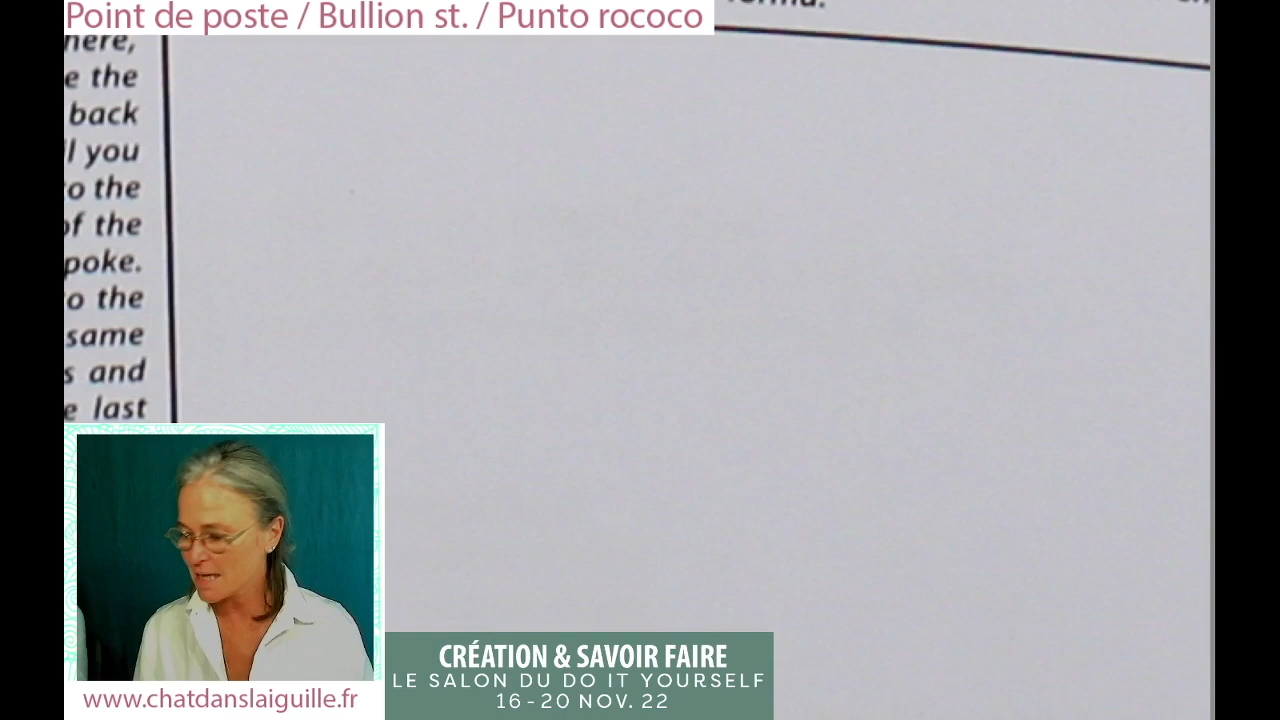 Point de poste / Bullion st. / Punto rococo
here,
e the
back
l you
o the
of the
poke.
o the
same
s and
e last
www.chatdanslaiguille.fr
CRÉATION & SAVOIR FAIRE
LE SALON DU DO IT YOURSELF
16-20 NOV. 22